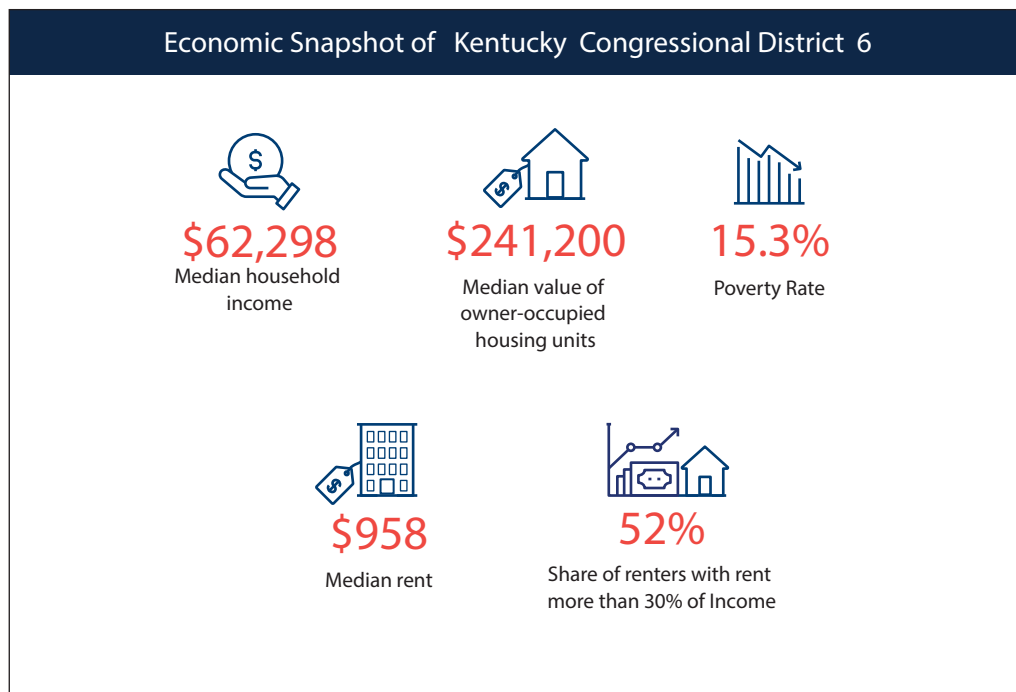 Economic Snapshot of Kentucky Congressional District 6
$
$62,298
Median household
income
$
$241,200
Median value of
owner-occupied
housing units
15.3%
Poverty Rate
$
$958
Median rent
52%
Share of renters with rent
more than 30% of Income